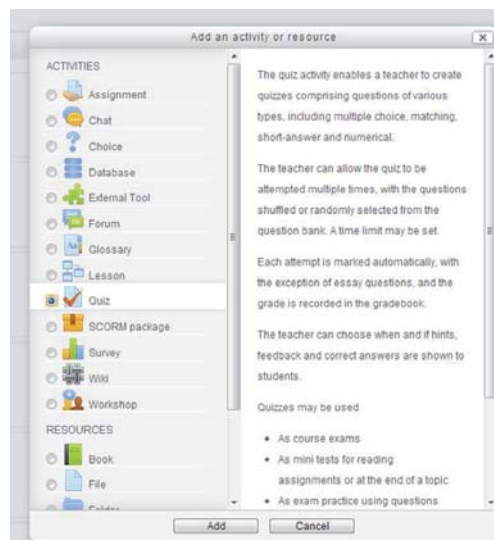 Add an activity or resource
ACTIVITIES
Assignment
Chat
Choice
Database
External Tool
Forum
Glossary
Lesson
Quiz
SCORM package
Survey
Wiki
Workshop
RESOURCES
Book
File
Folder
The quiz activity enables a teacher to create
quizzes comprising questions of various
types, including multiple choice, matching,
short-answer and numerical.
The teacher can allow the quiz to be
attempted multiple times, with the questions
shuffled or randomly selected from the
question bank. A time limit may be set.
Each attempt is marked automatically, with
the exception of essay questions, and the
grade is recorded in the gradebook.
The teacher can choose when and if hints,
feedback and correct answers are shown to
students.
Quizzes may be used
• As course exams
• As mini tests for reading
assignments or at the end of a topic
• As exam practice using questions
Add
Cancel